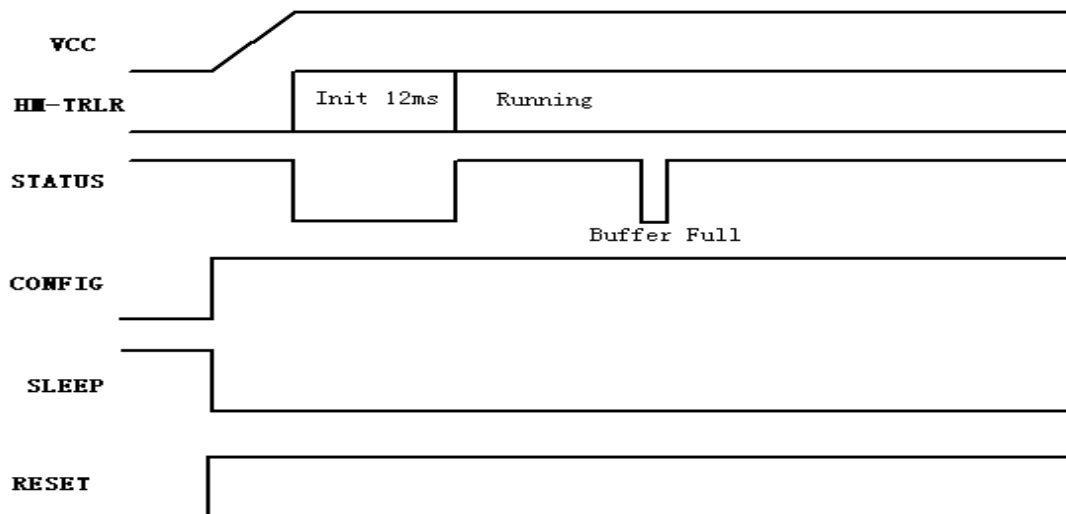 VCC
HM-TRLR
Init 12ms
Running
STATUS
Buffer Full
CONFIG
SLEEP
RESET